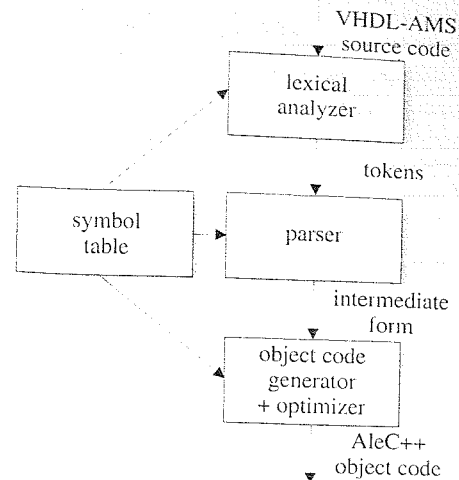 VHDL-AMS
source code
lexical
analyzer
tokens
symbol
table
parser
intermediate
form
object code
generator
+ optimizer
AleC++
object code